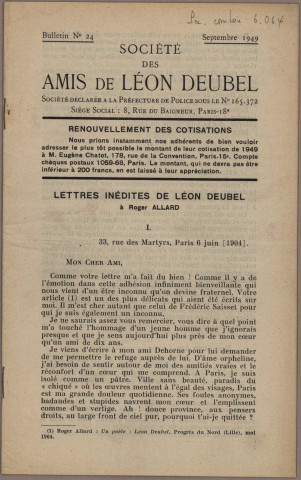 Bulletin N° 24
Septembre 1949
SOCIÉTÉ
DES
AMIS DE LÉON DEUBEL
SOCIÉTÉ DÉCLARÉE A LA PRÉFECTURE DE POLICE SOUS LE N° 165-372
SIÈGE SOCIAL : 8, RUE DU BAIGNEUR, PARIS-18e
RENOUVELLEMENT DES COTISATIONS
Nous prions instamment nos adhérents de bien vouloir
adresser le plus tôt possible le montant de leur cotisation de 1949
à M. Eugène Chatot, 178, rue de la Convention, Paris-15e. Compte
chèques postaux 1069-68, Paris. Le montant, qui ne devra pas être
inférieur à 200 francs, en est laissé à leur appréciation.
LETTRES INÉDITES DE LÉON DEUBEL
à Roger ALLARD
I.
33, rue des Martyrs, Paris 6 juin [1904].
MON CHER AMI,
Comme votre lettre m'a fait du bien ! Comme il y a de
l'émotion dans cette adhésion infiniment bienveillante qui
nous vient d'un être inconnu qu'on devine fraternel. Votre
article (1) est un des plus délicats qui aient été écrits sur
moi. Il m'est cher autant que celui de Frédéric Saisset pour
qui je suis également un inconnu.
Je ne saurais assez vous remercier, vous dire à quel point
m'a touché l'hommage d'un jeune homme que j'ignorais
presque et que je sens aujourd'hui plus près de mon cœur
qu'un ami de dix ans.
Je viens d'écrire à mon ami Dehorne pour lui demander
de me permettre le refuge auprès de lui. D'âme orpheline,
j'ai besoin de sentir autour de moi des amitiés vraies et le
réconfort d'un cœur qui me comprend. A Paris, je suis
isolé comme un pâtre. Ville sans beauté, paradis du
« chiqué » où les œuvres mentent à l'égal des visages, Paris
est ma grande douleur quotidienne. Ses foules anonymes,
badaudes et stupides navrent mon cœur et l'emplissent
comme d'un vertige. Ah ! douce province, aux pensers
droits, au large front de ciel pur, pourquoi t'ai-je quittée ?
(1) Roger Allard : Un poète : Léon Deubel, Progrès du Nord (Lille), mai
1904.